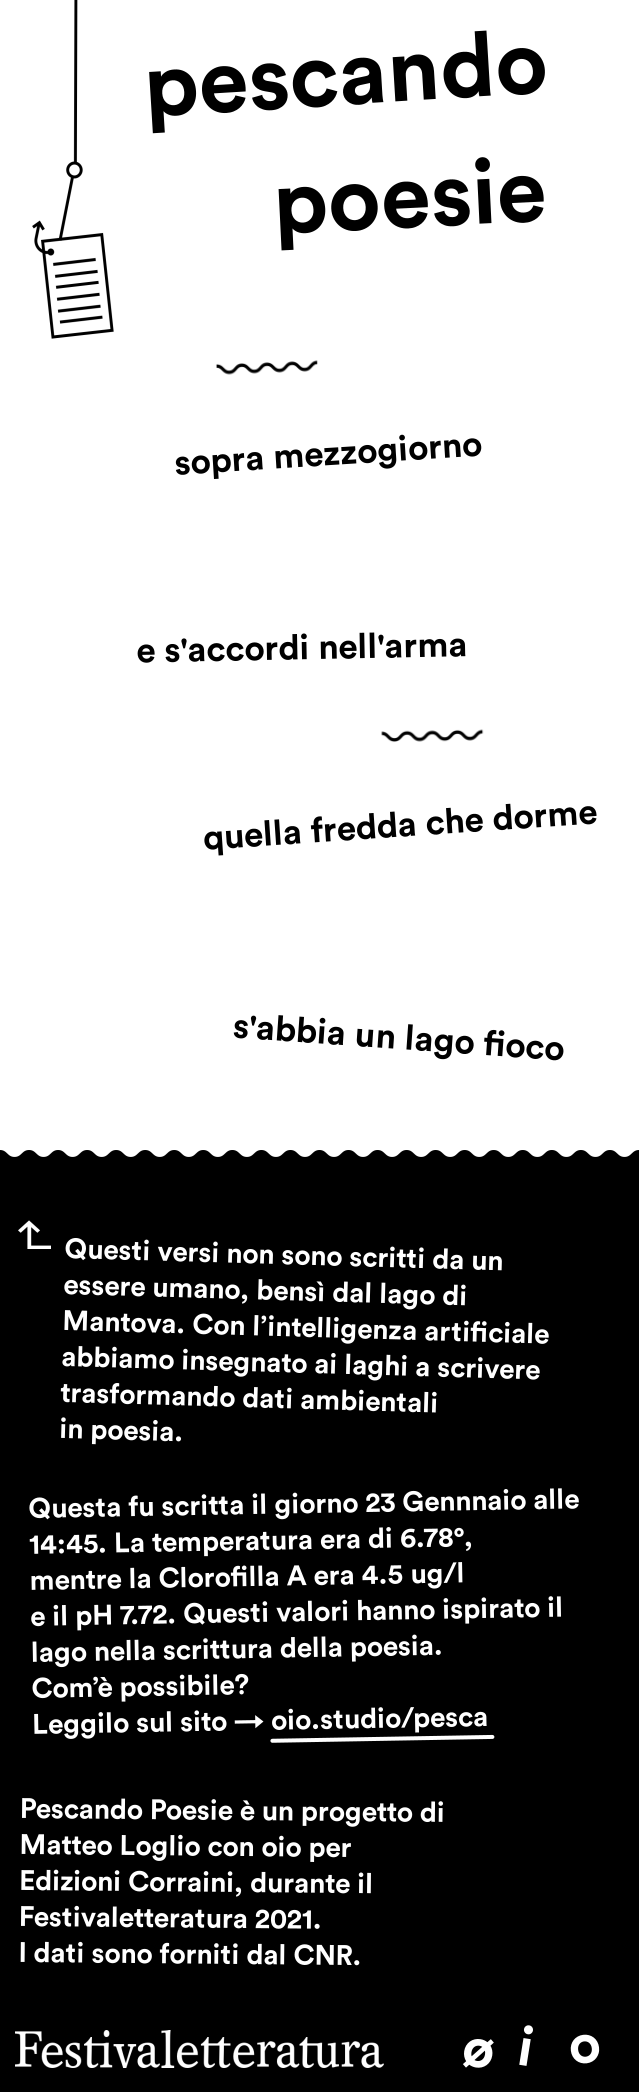 pescando
poesie
sopra mezzogiorno
e s'accordi nell'arma
quella fredda che dorme
s'abbia un lago fioco
Questi versi non sono scritti da un
essere umano, bensì dal lago di
Mantova. Con l’intelligenza artificiale
abbiamo insegnato ai laghi a scrivere
trasformando dati ambientali
in poesia.
Questa fu scritta il giorno 23 Gennnaio alle
14:45. La temperatura era di 6.78°,
mentre la Clorofilla A era 4.5 ug/l
e il pH 7.72. Questi valori hanno ispirato il
lago nella scrittura della poesia.
Com’è possibile?
Leggilo sul sito → oio.studio/pesca
Pescando Poesie è un progetto di
Matteo Loglio con oio per
Edizioni Corraini, durante il
Festivaletteratura 2021.
I dati sono forniti dal CNR.
Festivaletteratura ø i o